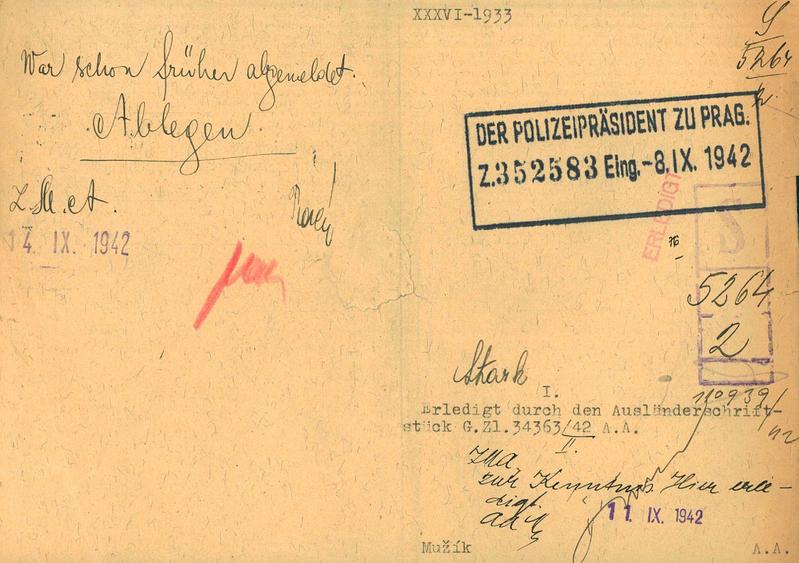 War schon früher abgemeldet.
Ablegen
14. IX. 1942
XXXVI-1933
S
5264
2
DER POLIZEIPRÄSIDENT ZU PRAG.
Z.352583 Eing.-8.IX. 1942
ERLEDIGT
S
5264
2
Stark
I.
Erledigt durch den Ausländerschrift-
stück G.Zl.34363/42 A.A.
II.
zur Kenntnis. Hier erle-
digt.
11. IX. 1942
Mužík A.A.